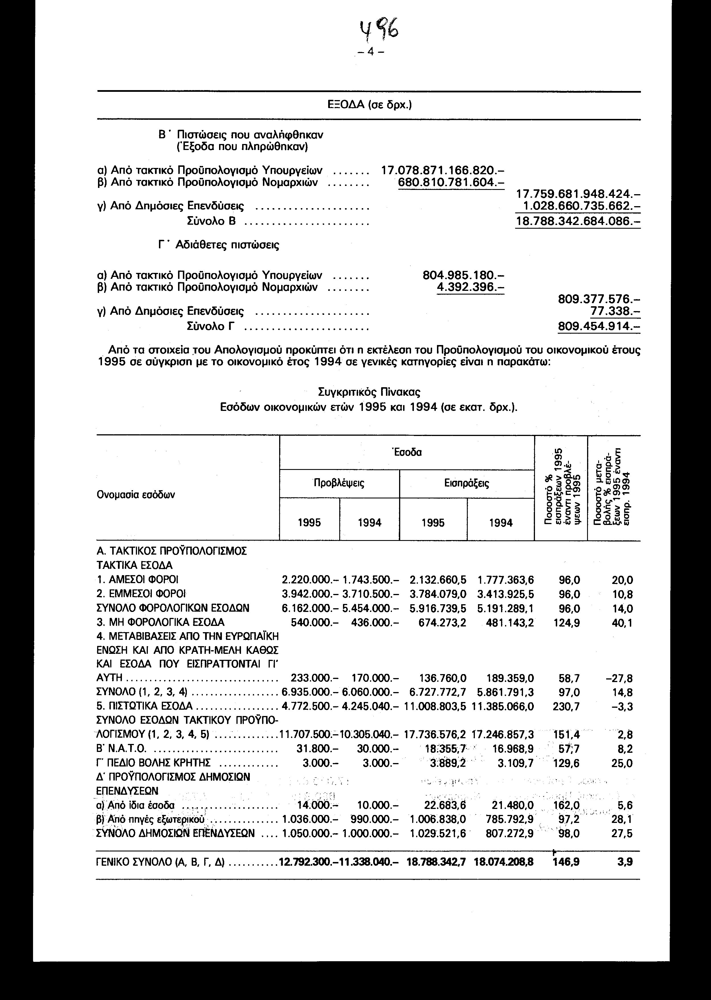 496
- 4 -
ΕΞΟΔΑ (σε δρχ.)
Β΄ Πιστώσεις που αναλήφθηκαν
(Έξοδα που πληρώθηκαν)
α) Από τακτικό Προϋπολογισμό Υπουργείων ....... 17.078.871.166.820.–
β) Από τακτικό Προϋπολογισμό Νομαρχιών ........ 680.810.781.604.–
17.759.681.948.424.–
γ) Από Δημόσιες Επενδύσεις ..................... 1.028.660.735.662.–
Σύνολο Β ....................... 18.788.342.684.086.–
Γ΄ Αδιάθετες πιστώσεις
α) Από τακτικό Προϋπολογισμό Υπουργείων ....... 804.985.180.–
β) Από τακτικό Προϋπολογισμό Νομαρχιών ........ 4.392.396.–
809.377.576.–
γ) Από Δημόσιες Επενδύσεις ..................... 77.338.–
Σύνολο Γ ....................... 809.454.914.–
Από τα στοιχεία του Απολογισμού προκύπτει ότι η εκτέλεση του Προϋπολογισμού του οικονομικού έτους
1995 σε σύγκριση με το οικονομικό έτος 1994 σε γενικές κατηγορίες είναι η παρακάτω:
Συγκριτικός Πίνακας
Εσόδων οικονομικών ετών 1995 και 1994 (σε εκατ. δρχ.).
Ονομασία εσόδων
Έσοδα
Προβλέψεις Εισπράξεις
1995 1994 1995 1994
Ποσοστό %
εισπράξεων 1995
έναντι προβλέ-
ψεων 1995
Ποσοστό μετα-
βολής % εισπρά-
ξεων 1995 έναντι
εισπρ. 1994
Α. ΤΑΚΤΙΚΟΣ ΠΡΟΫΠΟΛΟΓΙΣΜΟΣ
ΤΑΚΤΙΚΑ ΕΣΟΔΑ
1. ΑΜΕΣΟΙ ΦΟΡΟΙ 2.220.000.– 1.743.500.– 2.132.660,5 1.777.363,6 96,0 20,0
2. ΕΜΜΕΣΟΙ ΦΟΡΟΙ 3.942.000.– 3.710.500.– 3.784.079,0 3.413.925,5 96,0 10,8
ΣΥΝΟΛΟ ΦΟΡΟΛΟΓΙΚΩΝ ΕΣΟΔΩΝ 6.162.000.– 5.454.000.– 5.916.739,5 5.191.289,1 96,0 14,0
3. ΜΗ ΦΟΡΟΛΟΓΙΚΑ ΕΣΟΔΑ 540.000.– 436.000.– 674.273,2 481.143,2 124,9 40,1
4. ΜΕΤΑΒΙΒΑΣΕΙΣ ΑΠΟ ΤΗΝ ΕΥΡΩΠΑΪΚΗ
ΕΝΩΣΗ ΚΑΙ ΑΠΟ ΚΡΑΤΗ-ΜΕΛΗ ΚΑΘΩΣ
ΚΑΙ ΕΣΟΔΑ ΠΟΥ ΕΙΣΠΡΑΤΤΟΝΤΑΙ ΓΙ'
ΑΥΤΗ ................................ 233.000.– 170.000.– 136.760,0 189.359,0 58,7 –27,8
ΣΥΝΟΛΟ (1, 2, 3, 4) .................. 6.935.000.– 6.060.000.– 6.727.772,7 5.861.791,3 97,0 14,8
5. ΠΙΣΤΩΤΙΚΑ ΕΣΟΔΑ ................. 4.772.500.– 4.245.040.– 11.008.803,5 11.385.066,0 230,7 –3,3
ΣΥΝΟΛΟ ΕΣΟΔΩΝ ΤΑΚΤΙΚΟΥ ΠΡΟΫΠΟ-
ΛΟΓΙΣΜΟΥ (1, 2, 3, 4, 5) ............. 11.707.500.– 10.305.040.– 17.736.576,2 17.246.857,3 151,4 2,8
Β' Ν.Α.Τ.Ο. .......................... 31.800.– 30.000.– 18.355,7 16.968,9 57,7 8,2
Γ' ΠΕΔΙΟ ΒΟΛΗΣ ΚΡΗΤΗΣ ............ 3.000.– 3.000.– 3.889,2 3.109,7 129,6 25,0
Δ' ΠΡΟΫΠΟΛΟΓΙΣΜΟΣ ΔΗΜΟΣΙΩΝ
ΕΠΕΝΔΥΣΕΩΝ
α) Από ίδια έσοδα .................... 14.000.– 10.000.– 22.683,6 21.480,0 162,0 5,6
β) Από πηγές εξωτερικού .............. 1.036.000.– 990.000.– 1.006.838,0 785.792,9 97,2 28,1
ΣΥΝΟΛΟ ΔΗΜΟΣΙΩΝ ΕΠΕΝΔΥΣΕΩΝ .... 1.050.000.– 1.000.000.– 1.029.521,6 807.272,9 98,0 27,5
ΓΕΝΙΚΟ ΣΥΝΟΛΟ (Α, Β, Γ, Δ) ........... 12.792.300.– 11.338.040.– 18.788.342,7 18.074.208,8 146,9 3,9